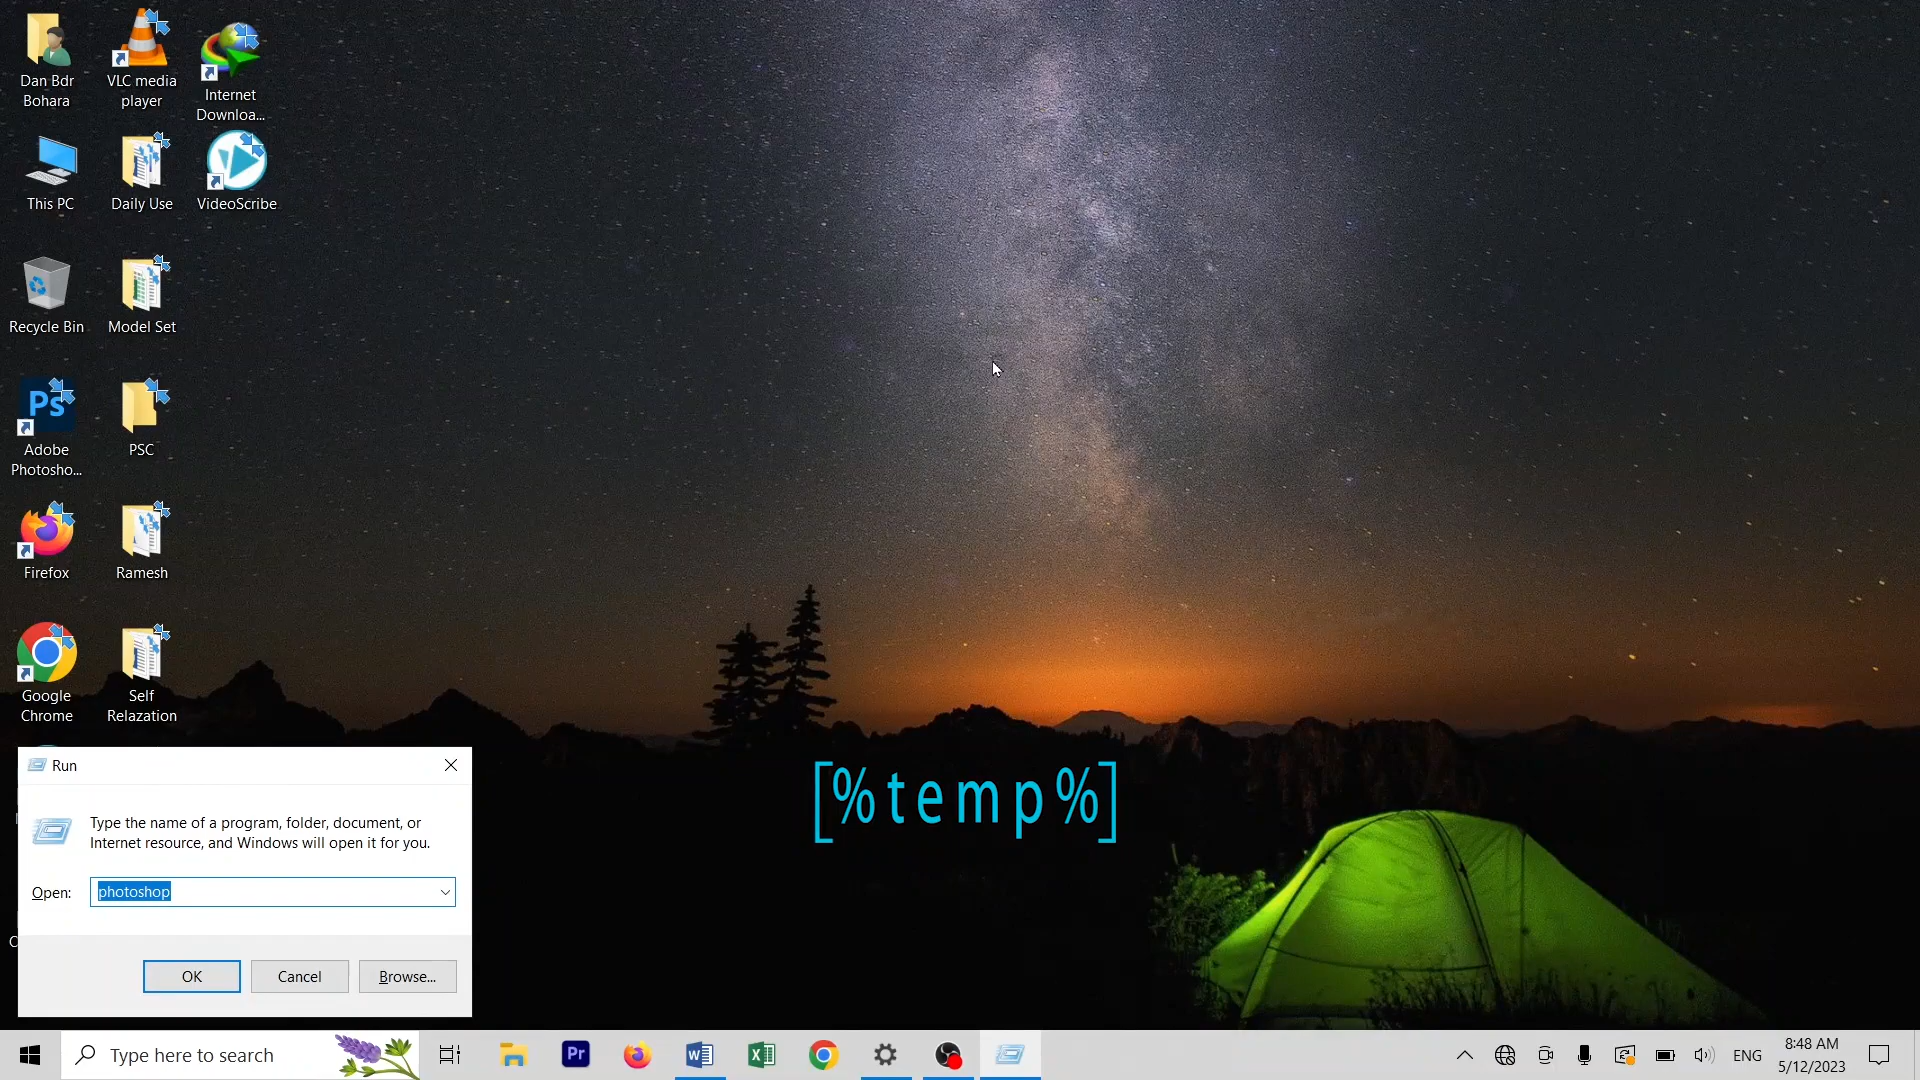 Dan Bdr
Bohara
VLC media
player
Internet
Downloa...
This PC
Daily Use
VideoScribe
Recycle Bin
Model Set
Ps
Adobe
Photosho...
PSC
Firefox
Ramesh
Google
Chrome
Self
Relazation
Run
Type the name of a program, folder, document, or
Internet resource, and Windows will open it for you.
Open:
photoshop
OK
Cancel
Browse...
[%temp%]
Type here to search
Pr
W
X
ENG
8:48 AM
5/12/2023